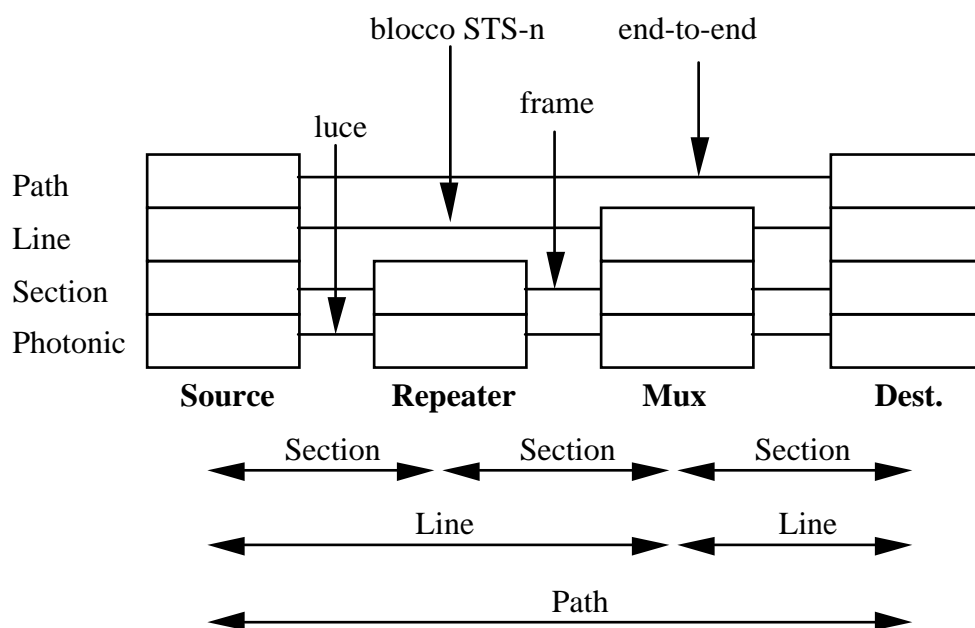 blocco STS-n end-to-end
frame
luce
Path
Line
Section
Photonic
Source Repeater Mux Dest.
Section Section Section
Line Line
Path